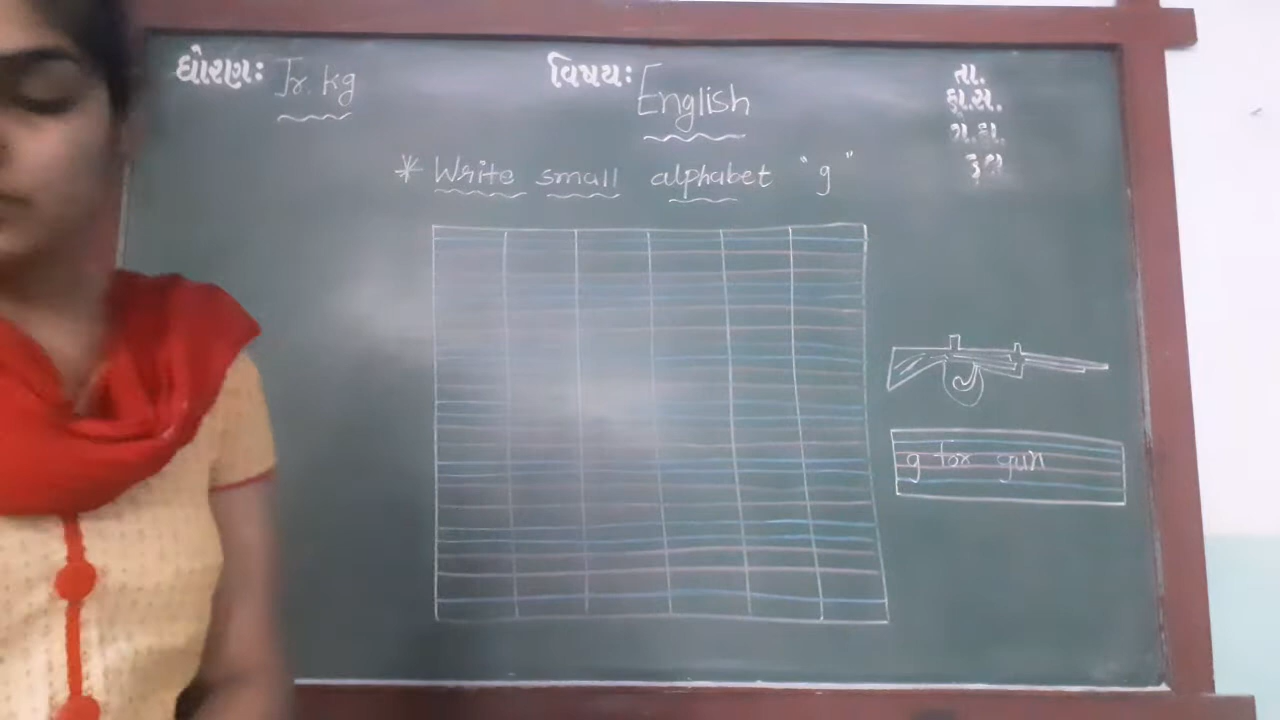 ધોરણઃ Jr. kg
વિષયઃ English
તા.
ફા.સ.
ગ.હા.
કુલ
* Write small alphabet "g"
g for gun